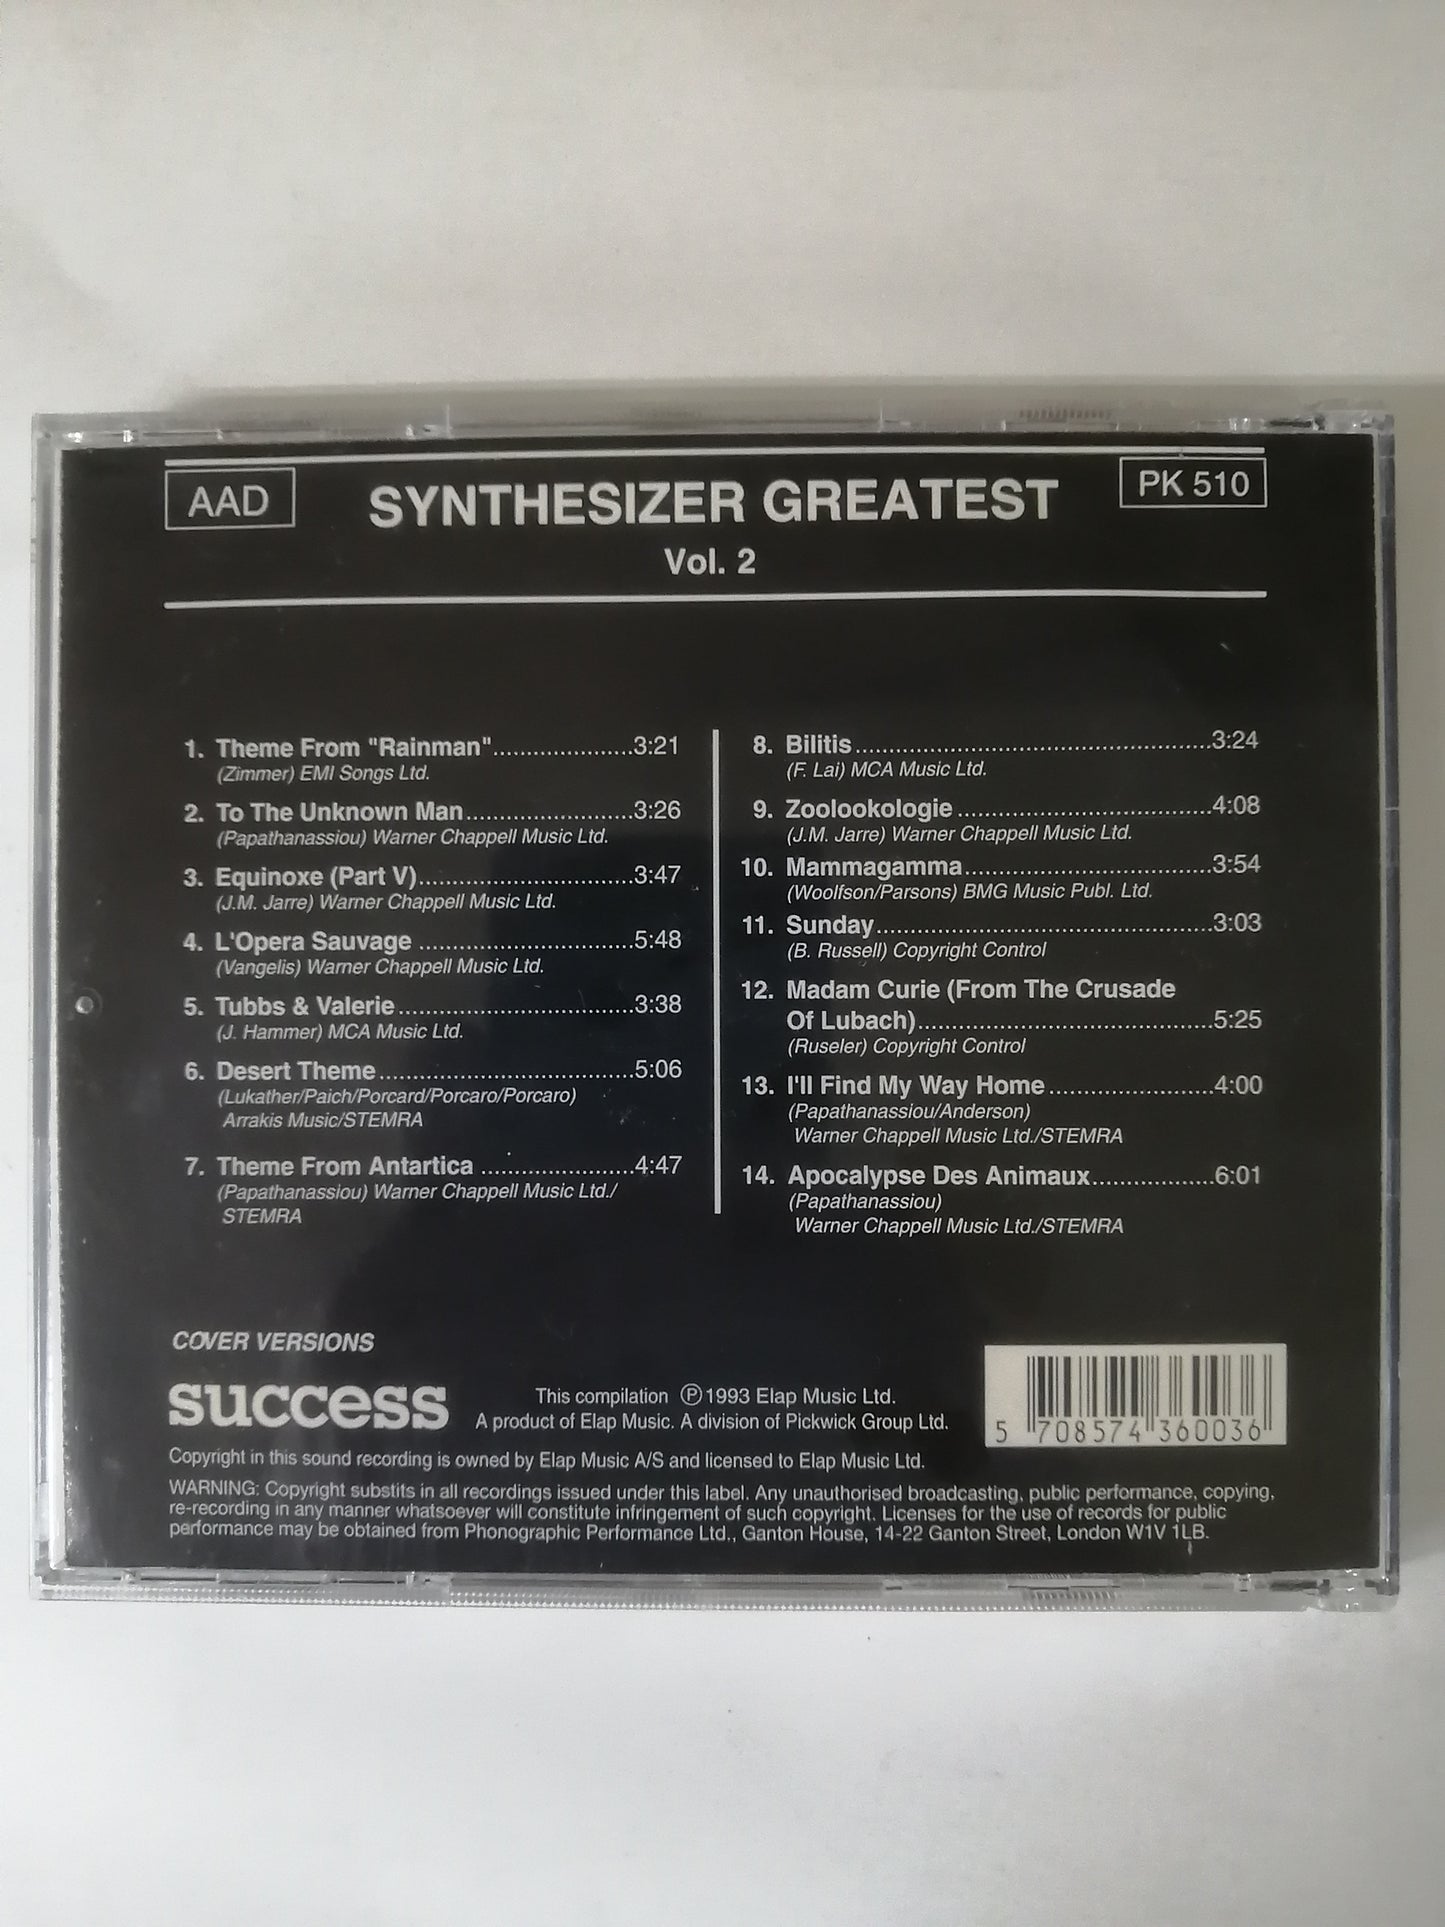 AAD
SYNTHESIZER GREATEST
PK 510
Vol. 2
1. Theme From "Rainman"....................3:21
(Zimmer) EMI Songs Ltd.
2. To The Unknown Man........................3:26
(Papathanassiou) Warner Chappell Music Ltd.
3. Equinoxe (Part V)...............................3:47
(J.M. Jarre) Warner Chappell Music Ltd.
4. L'Opera Sauvage ...............................5:48
(Vangelis) Warner Chappell Music Ltd.
5. Tubbs & Valerie..................................3:38
(J. Hammer) MCA Music Ltd.
6. Desert Theme.....................................5:06
(Lukather/Paich/Porcard/Porcaro/Porcaro)
Arrakis Music/STEMRA
7. Theme From Antartica ......................4:47
(Papathanassiou) Warner Chappell Music Ltd./
STEMRA
8. Bilitis...................................................3:24
(F. Lai) MCA Music Ltd.
9. Zoolookologie.....................................4:08
(J.M. Jarre) Warner Chappell Music Ltd.
10. Mammagamma....................................3:54
(Woolfson/Parsons) BMG Music Publ. Ltd.
11. Sunday................................................3:03
(B. Russell) Copyright Control
12. Madam Curie (From The Crusade
Of Lubach)..........................................5:25
(Ruseler) Copyright Control
13. I'll Find My Way Home........................4:00
(Papathanassiou/Anderson)
Warner Chappell Music Ltd./STEMRA
14. Apocalypse Des Animaux..................6:01
(Papathanassiou)
Warner Chappell Music Ltd./STEMRA
COVER VERSIONS
success
This compilation ℗ 1993 Elap Music Ltd.
A product of Elap Music. A division of Pickwick Group Ltd.
5 708574 360036
Copyright in this sound recording is owned by Elap Music A/S and licensed to Elap Music Ltd.
WARNING: Copyright substits in all recordings issued under this label. Any unauthorised broadcasting, public performance, copying,
re-recording in any manner whatsoever will constitute infringement of such copyright. Licenses for the use of records for public
performance may be obtained from Phonographic Performance Ltd., Ganton House, 14-22 Ganton Street, London W1V 1LB.